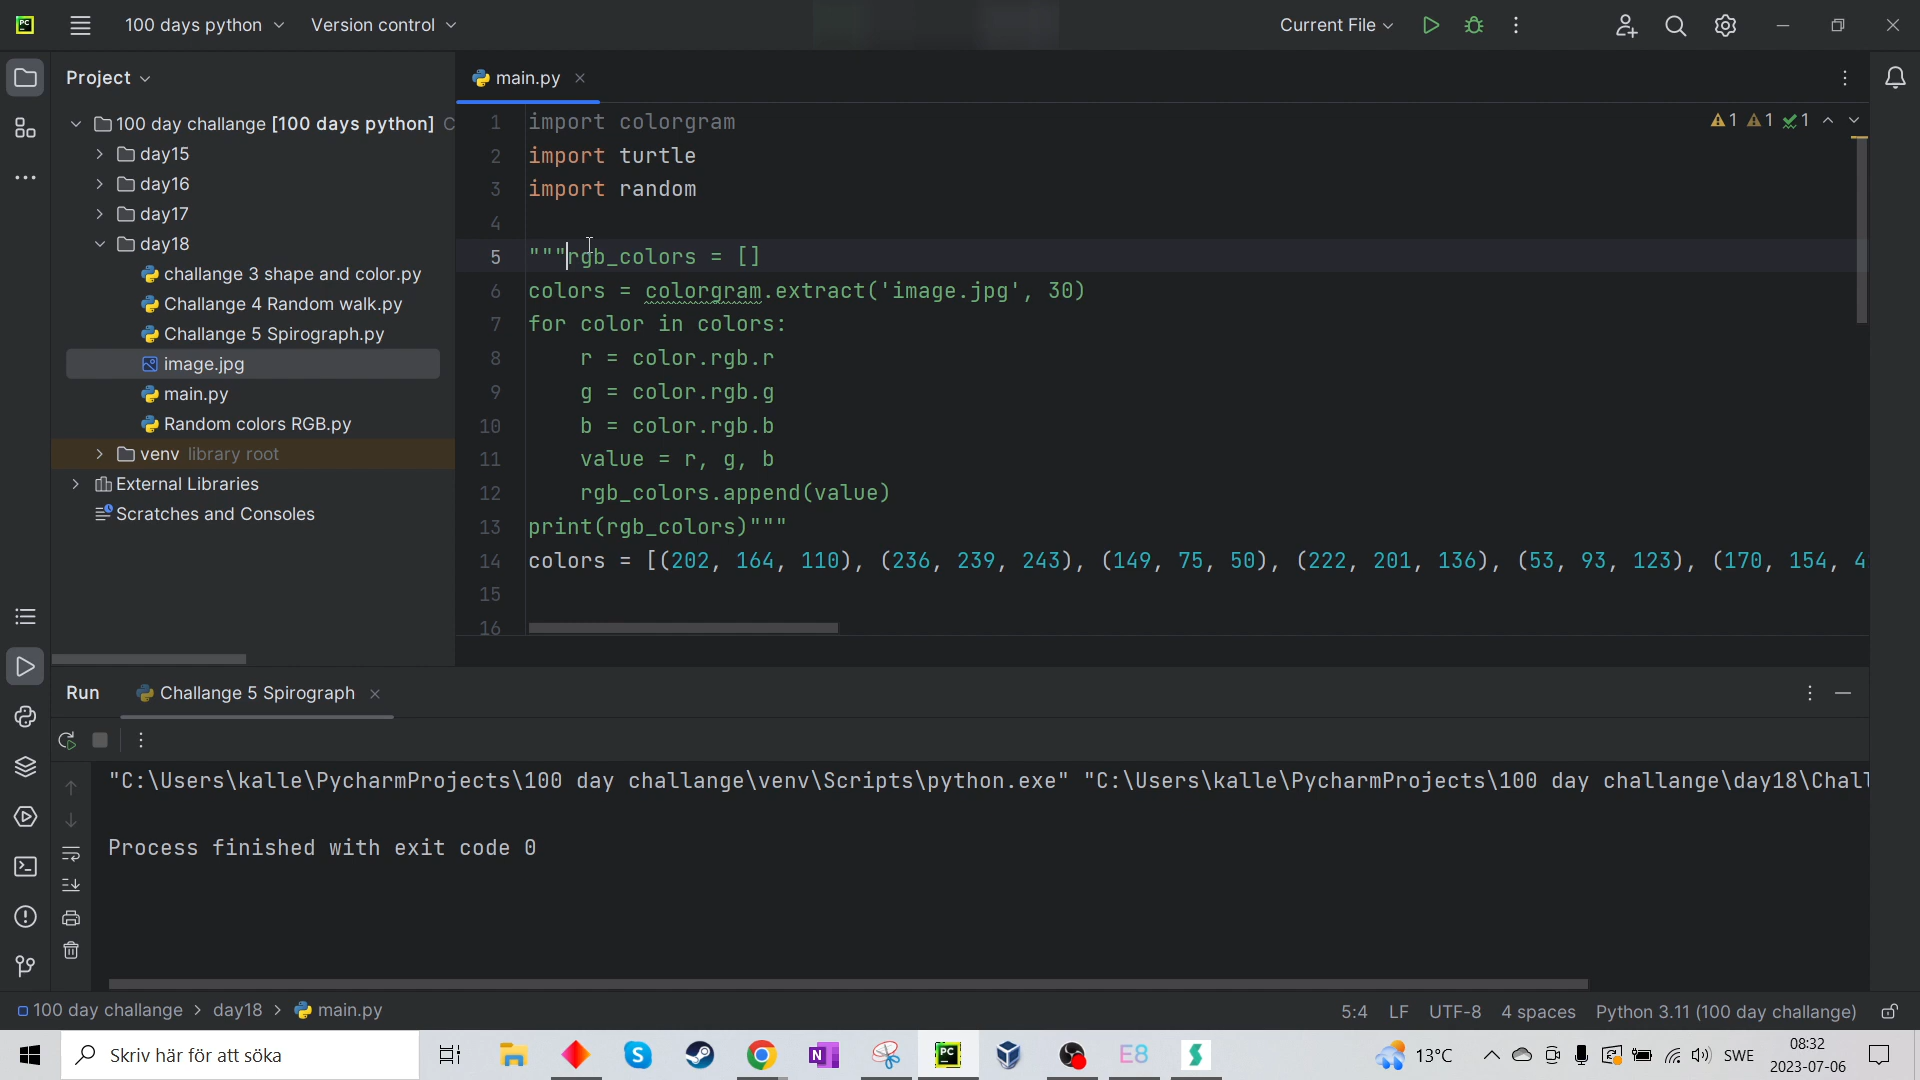 PC 100 days python Version control Current File
Project main.py
100 day challange [100 days python] C
day15
day16
day17
day18
challange 3 shape and color.py
Challange 4 Random walk.py
Challange 5 Spirograph.py
image.jpg
main.py
Random colors RGB.py
venv library root
External Libraries
Scratches and Consoles
1 import colorgram
2 import turtle
3 import random
4
5 """rgb_colors = []
6 colors = colorgram.extract('image.jpg', 30)
7 for color in colors:
8 r = color.rgb.r
9 g = color.rgb.g
10 b = color.rgb.b
11 value = r, g, b
12 rgb_colors.append(value)
13 print(rgb_colors)"""
14 colors = [(202, 164, 110), (236, 239, 243), (149, 75, 50), (222, 201, 136), (53, 93, 123), (170, 154, 4
15
16
1 1 1
Run Challange 5 Spirograph
"C:\Users\kalle\PycharmProjects\100 day challange\venv\Scripts\python.exe" "C:\Users\kalle\PycharmProjects\100 day challange\day18\Chall
Process finished with exit code 0
100 day challange > day18 > main.py 5:4 LF UTF-8 4 spaces Python 3.11 (100 day challange)
Skriv här för att söka N PC E8 13°C SWE 08:32
2023-07-06